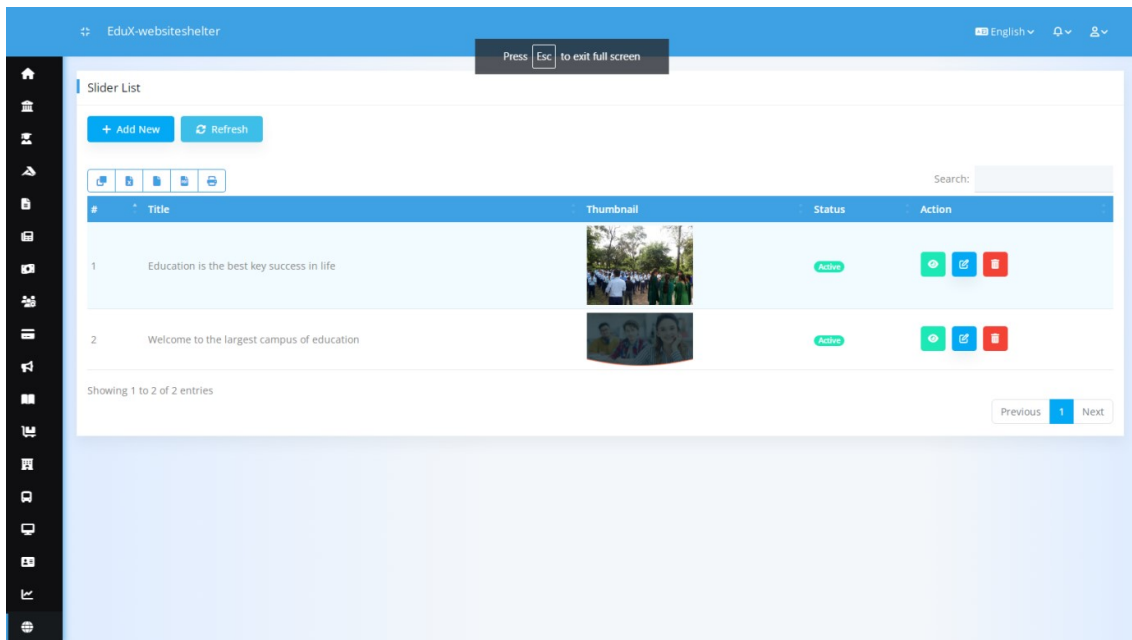 EduX-websiteshelter
English
Press Esc to exit full screen
Slider List
+ Add New
Refresh
Search:
# Title Thumbnail Status Action
1 Education is the best key success in life Active
2 Welcome to the largest campus of education Active
Showing 1 to 2 of 2 entries
Previous 1 Next